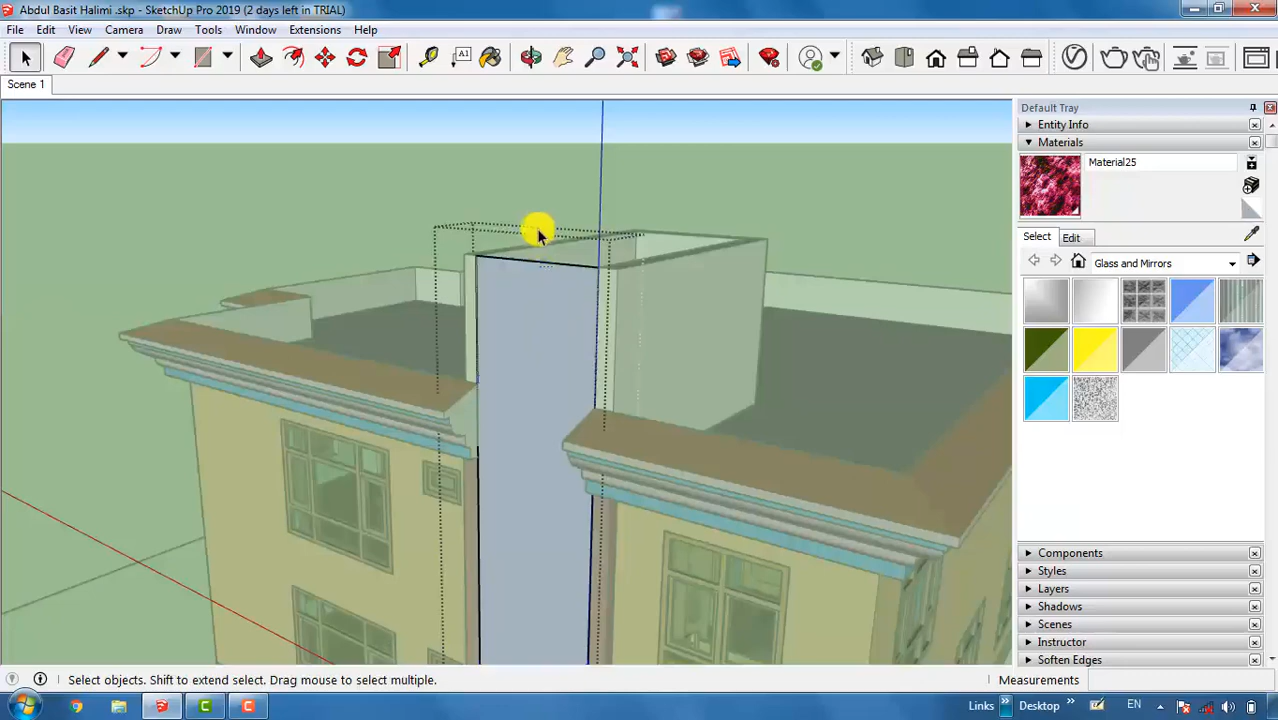 Abdul Basit Halimi .skp - SketchUp Pro 2019 (2 days left in TRIAL)
File Edit View Camera Draw Tools Window Extensions Help
A1
Scene 1
Default Tray
Entity Info
Materials
Material25
Select Edit
Glass and Mirrors
Components
Styles
Layers
Shadows
Scenes
Instructor
Soften Edges
Select objects. Shift to extend select. Drag mouse to select multiple.
Measurements
Links » Desktop » EN